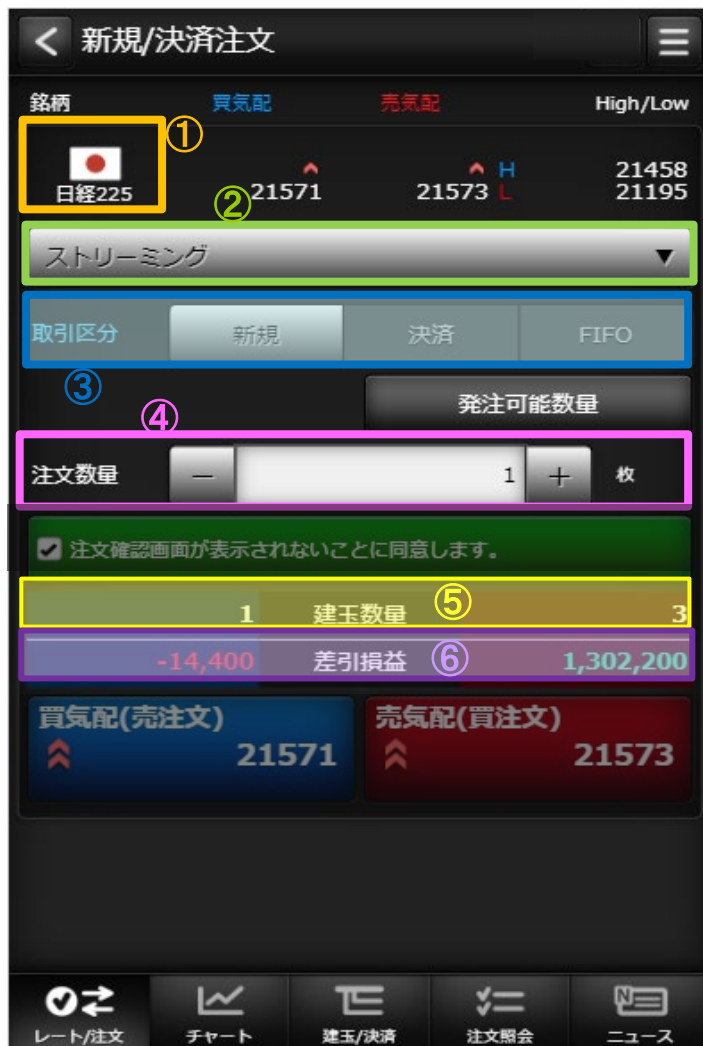 新規/決済注文
銘柄 買気配 売気配 High/Low
①
日経225 21571 21573 H 21458
L 21195
②
ストリーミング ▼
取引区分 新規 決済 FIFO
③
発注可能数量
④
注文数量 － 1 ＋ 枚
注文確認画面が表示されないことに同意します。
1 建玉数量 ⑤ 3
-14,400 差引損益 ⑥ 1,302,200
買気配(売注文) 売気配(買注文)
21571 21573
レート/注文 チャート 建玉/決済 注文照会 ニュース